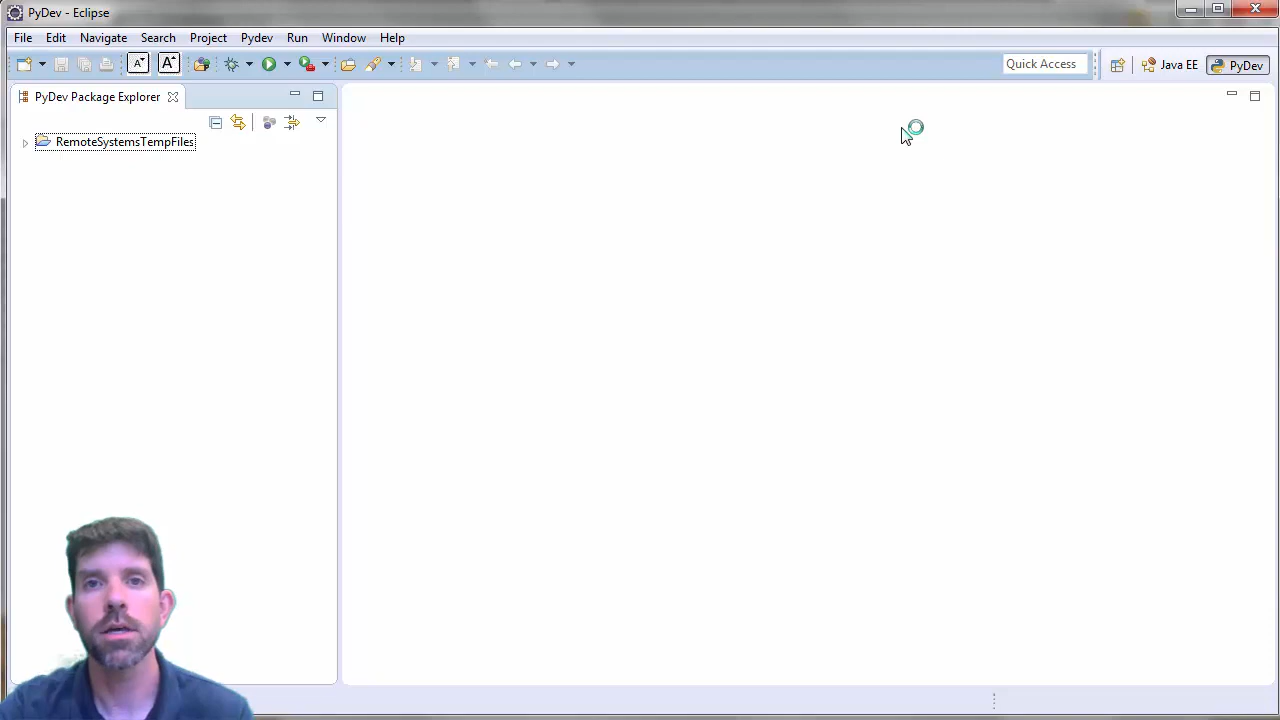 PyDev - Eclipse
File Edit Navigate Search Project Pydev Run Window Help
A A Quick Access Java EE PyDev
PyDev Package Explorer
RemoteSystemsTempFiles